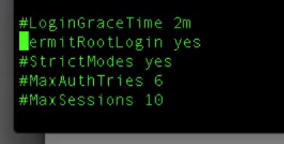 #LoginGraceTime 2m
ermitRootLogin yes
#StrictModes yes
#MaxAuthTries 6
#MaxSessions 10